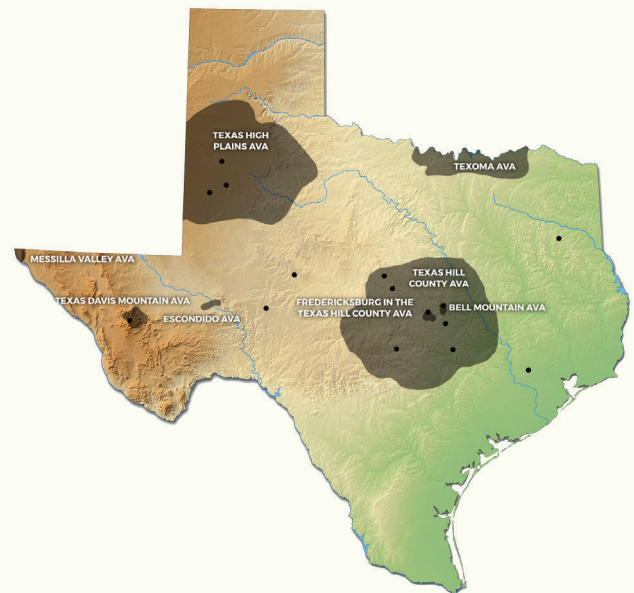 TEXAS HIGH
PLAINS AVA
TEXOMA AVA
MESSILLA VALLEY AVA
TEXAS HILL
COUNTY AVA
TEXAS DAVIS MOUNTAIN AVA
FREDERICKSBURG IN THE
TEXAS HILL COUNTY AVA
BELL MOUNTAIN AVA
ESCONDIDO AVA